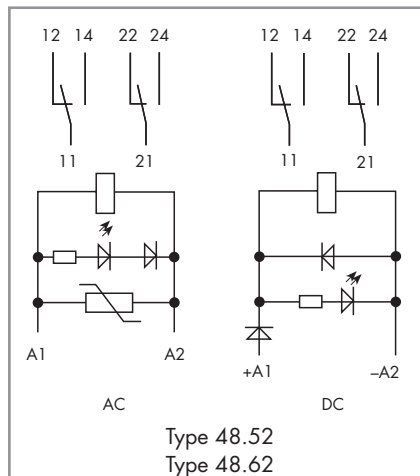 12 14 22 24 12 14 22 24
11 21 11 21
A1 A2 +A1 –A2
AC DC
Type 48.52
Type 48.62